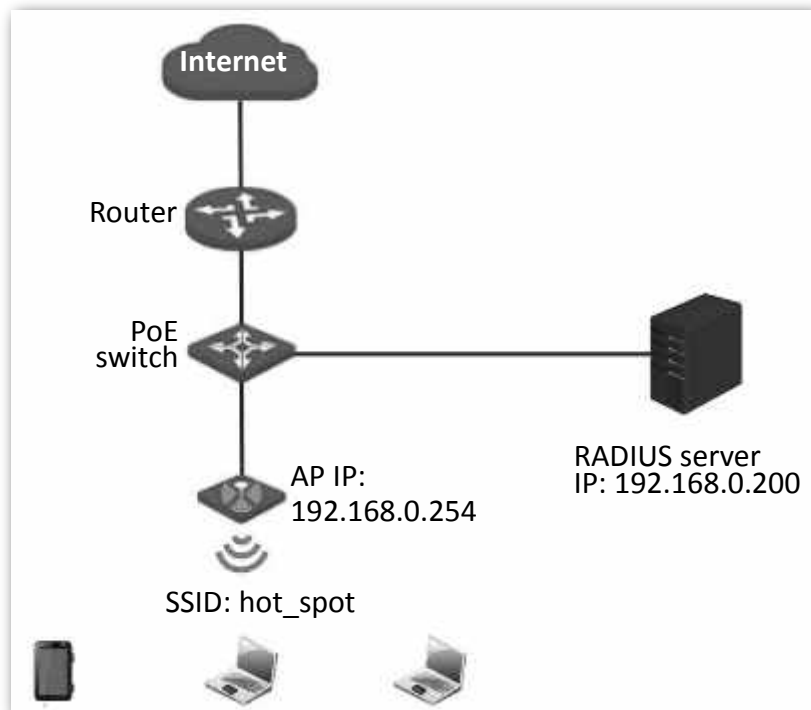 Internet
Router
PoE
switch
AP IP:
192.168.0.254
RADIUS server
IP: 192.168.0.200
SSID: hot_spot